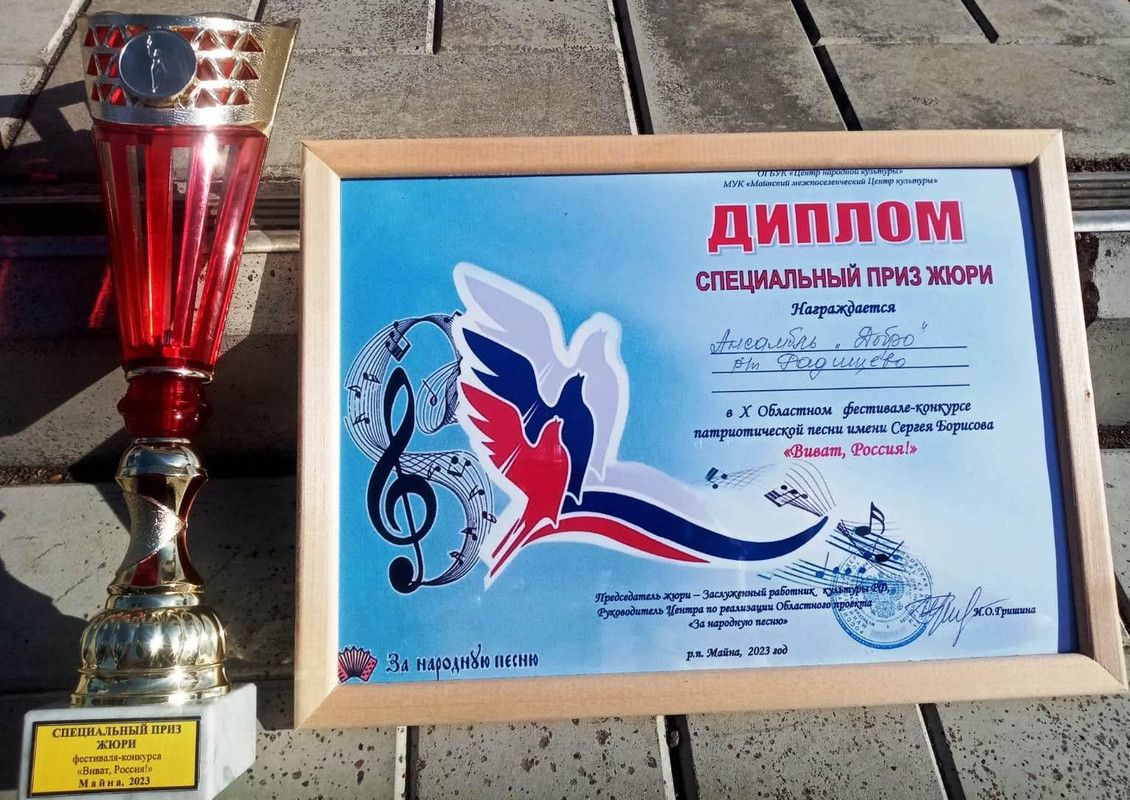 ОГБУК «Центр народной культуры»
МУК «Майнский межпоселенческий Центр культуры»
ДИПЛОМ
СПЕЦИАЛЬНЫЙ ПРИЗ ЖЮРИ
Награждается
Ансамбль „Добро"
рп Радищево
в X Областном фестивале-конкурсе
патриотической песни имени Сергея Борисова
«Виват, Россия!»
Председатель жюри – Заслуженный работник культуры РФ,
Руководитель Центра по реализации Областного проекта
«За народную песню»
Н.О.Гришина
р.п. Майна, 2023 год
За народную песню
СПЕЦИАЛЬНЫЙ ПРИЗ
ЖЮРИ
фестиваля-конкурса
«Виват, Россия!»
Майна, 2023